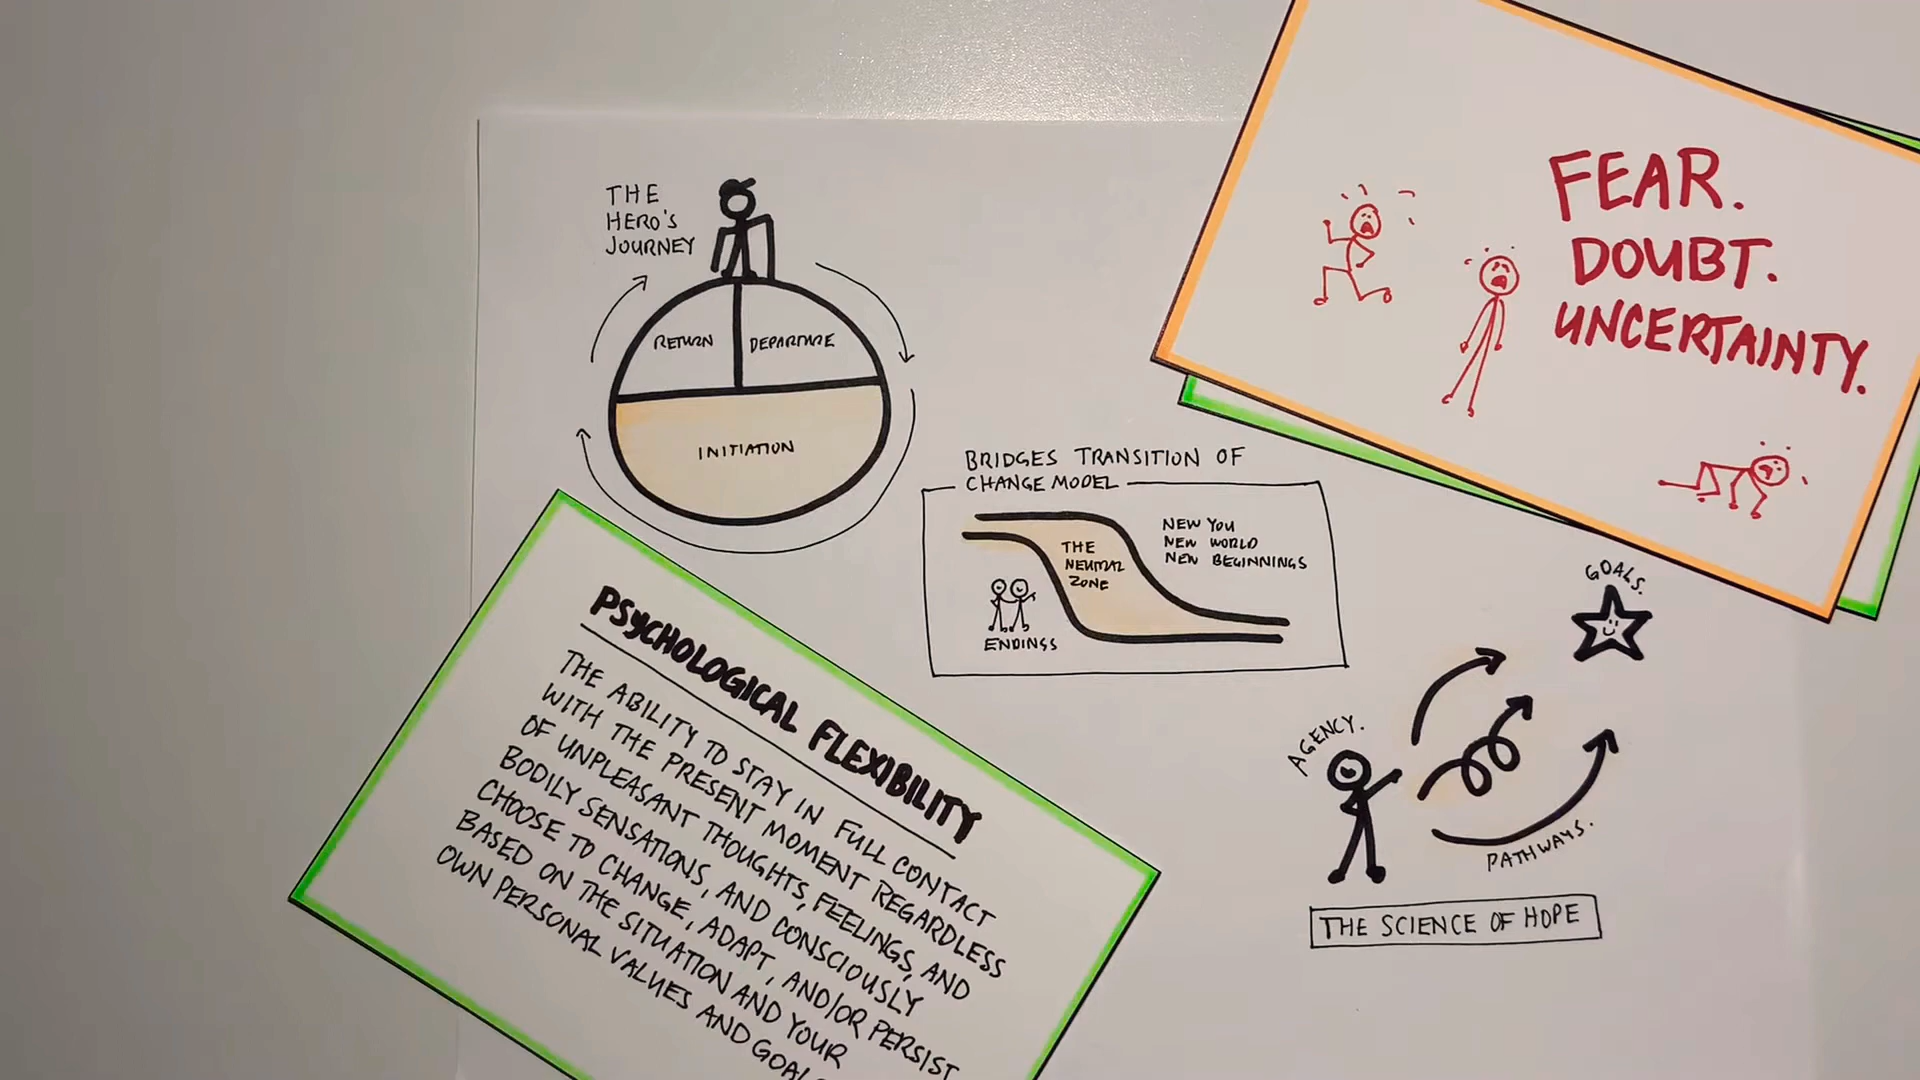 THE
HERO'S
JOURNEY
RETURN
DEPARTURE
INITIATION
FEAR.
DOUBT.
UNCERTAINTY.
BRIDGES TRANSITION OF
CHANGE MODEL
THE
NEUTRAL
ZONE
NEW YOU
NEW WORLD
NEW BEGINNINGS
ENDINGS
PSYCHOLOGICAL FLEXIBILITY
THE ABILITY TO STAY IN FULL CONTACT
WITH THE PRESENT MOMENT REGARDLESS
OF UNPLEASANT THOUGHTS, FEELINGS, AND
BODILY SENSATIONS, AND CONSCIOUSLY
CHOOSE TO CHANGE, ADAPT, AND/OR PERSIST
BASED ON THE SITUATION AND YOUR
OWN PERSONAL VALUES AND GOAL
GOALS.
AGENCY.
PATHWAYS.
THE SCIENCE OF HOPE